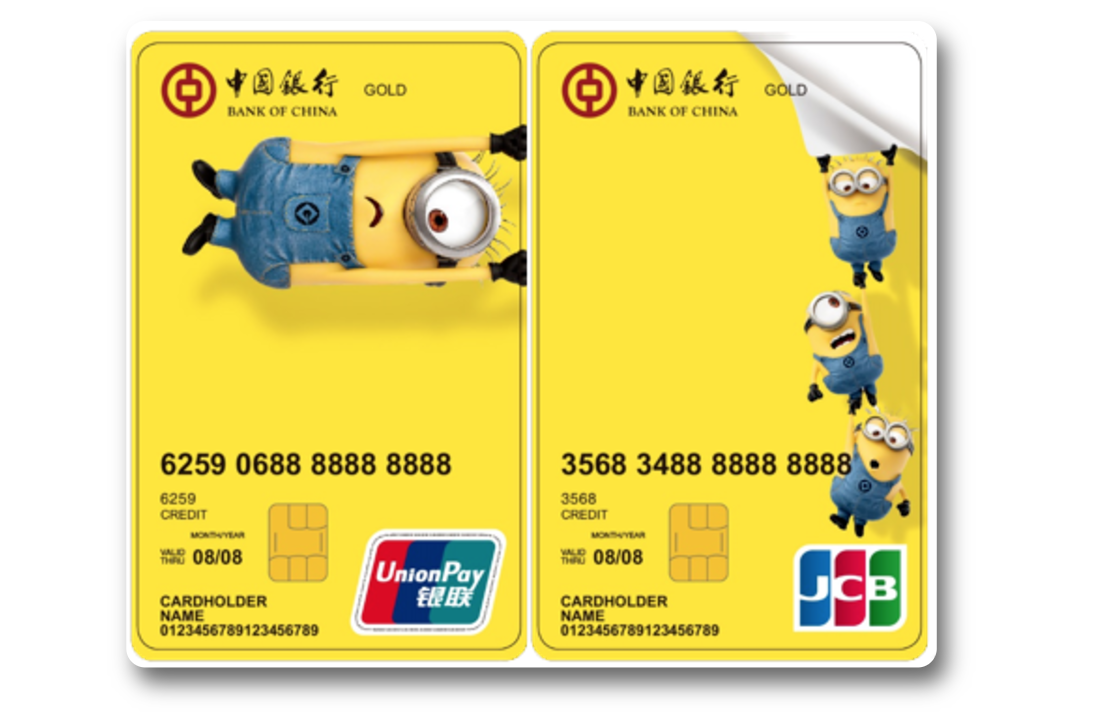 中国銀行 GOLD
BANK OF CHINA
6259 0688 8888 8888
6259
CREDIT
MONTH/YEAR
VALID
THRU 08/08
CARDHOLDER
NAME
0123456789123456789
UnionPay
银联
中国銀行 GOLD
BANK OF CHINA
3568 3488 8888 8888
3568
CREDIT
MONTH/YEAR
VALID
THRU 08/08
CARDHOLDER
NAME
0123456789123456789
JCB